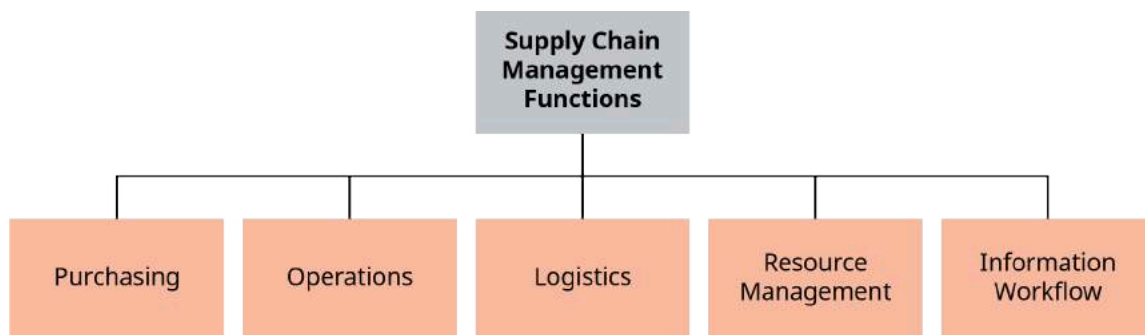 Supply Chain
Management
Functions
Purchasing
Operations
Logistics
Resource
Management
Information
Workflow